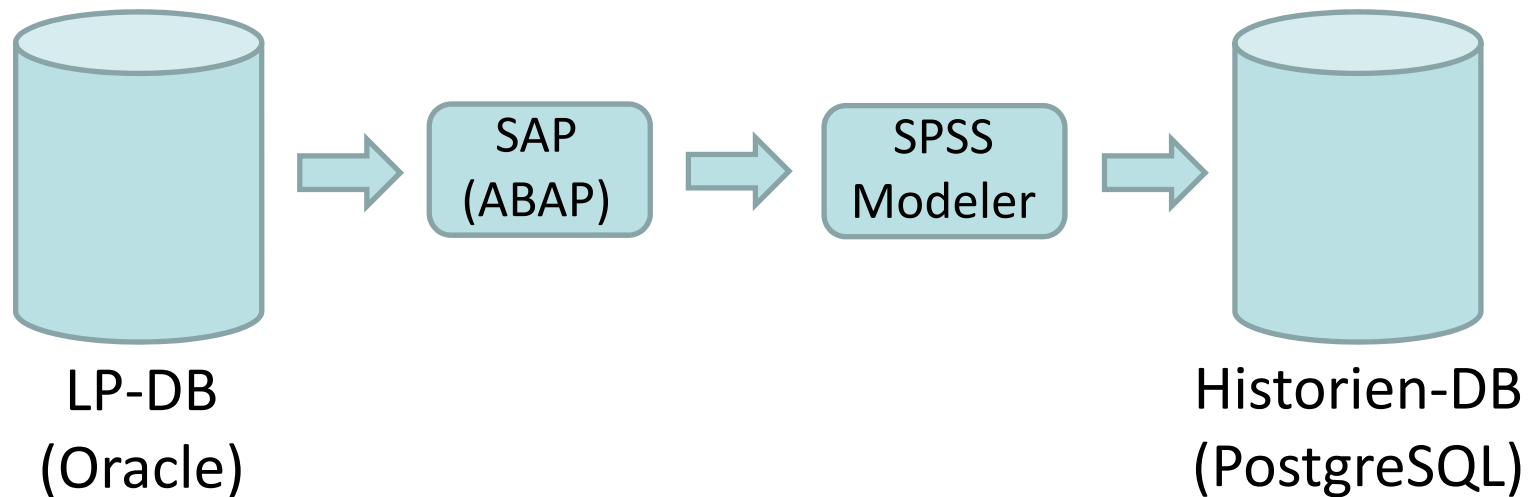 SAP
(ABAP)
SPSS
Modeler
LP-DB
(Oracle)
Historien-DB
(PostgreSQL)